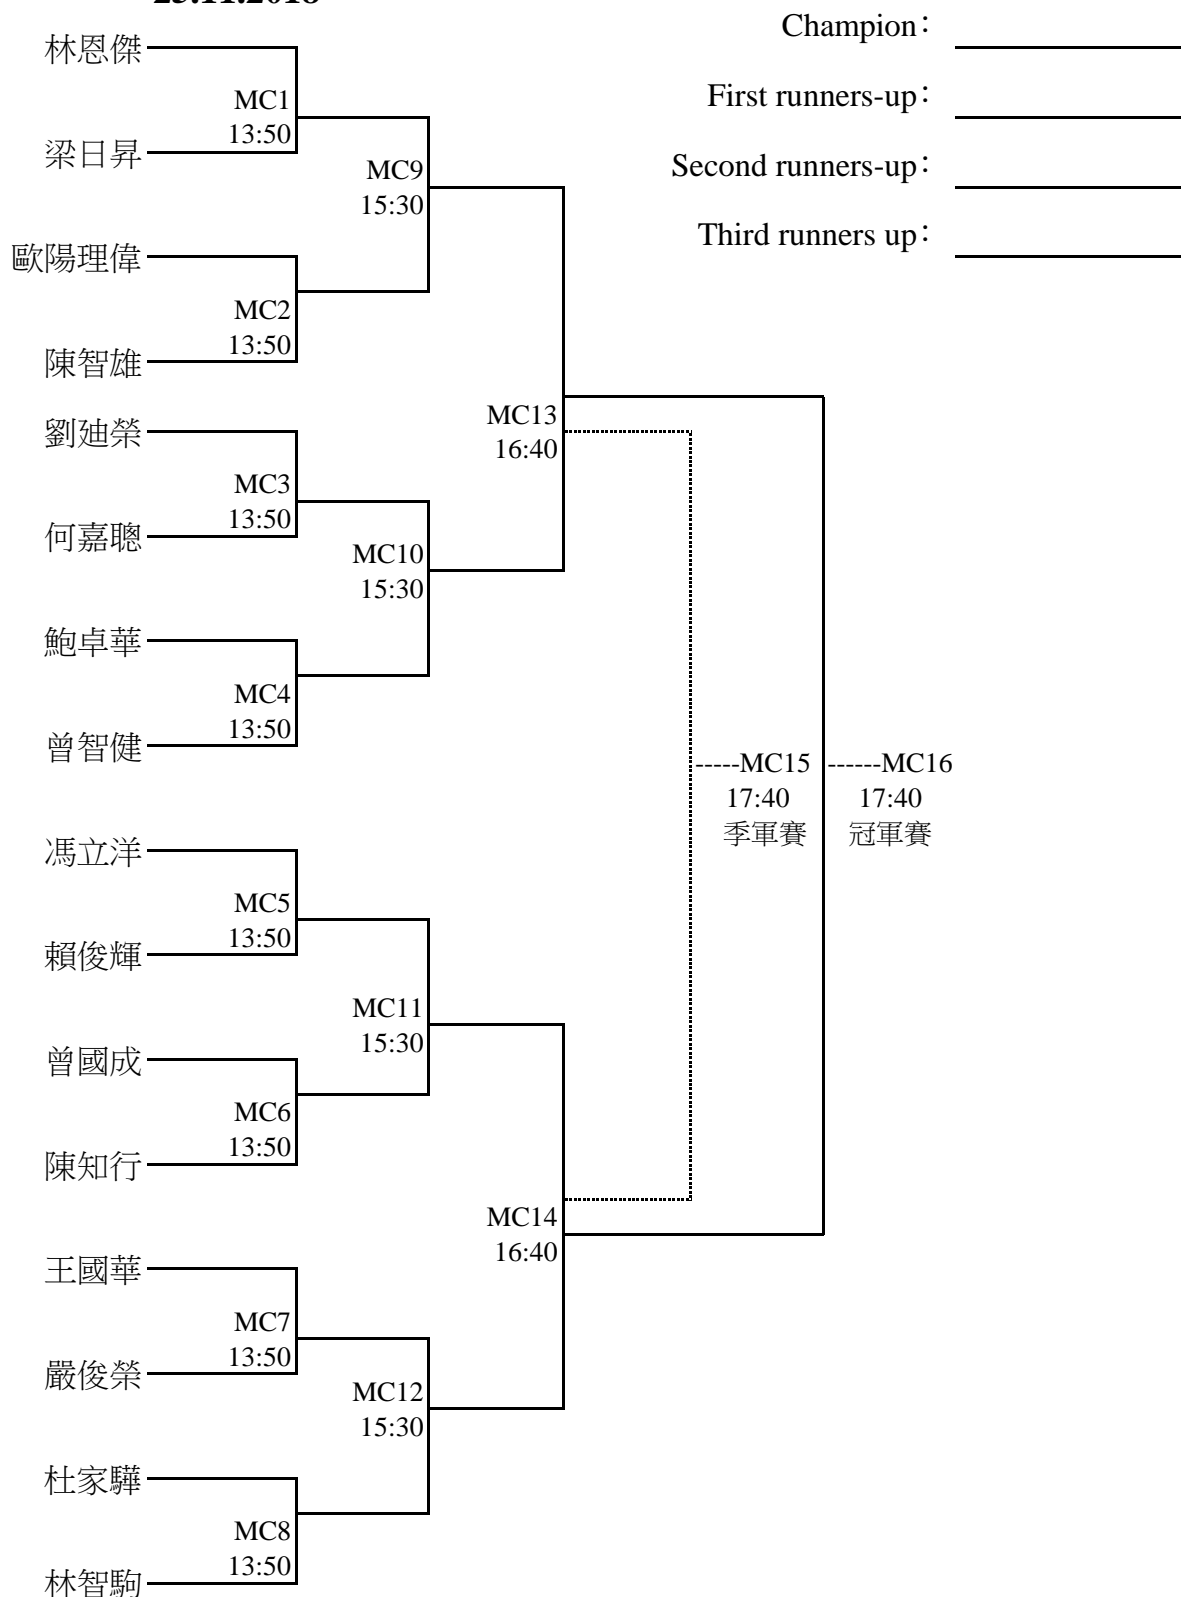 Champion：
林恩傑
MC1
13:50
First runners-up：
梁日昇
MC9
15:30
Second runners-up：
Third runners up：
歐陽理偉
MC2
13:50
陳智雄
劉廸榮
MC13
16:40
MC3
13:50
何嘉聰
MC10
15:30
鮑卓華
MC4
13:50
曾智健
-----MC15
17:40
季軍賽
------MC16
17:40
冠軍賽
馮立洋
MC5
13:50
賴俊輝
MC11
15:30
曾國成
MC6
13:50
陳知行
MC14
16:40
王國華
MC7
13:50
嚴俊榮
MC12
15:30
杜家驊
MC8
13:50
林智駒